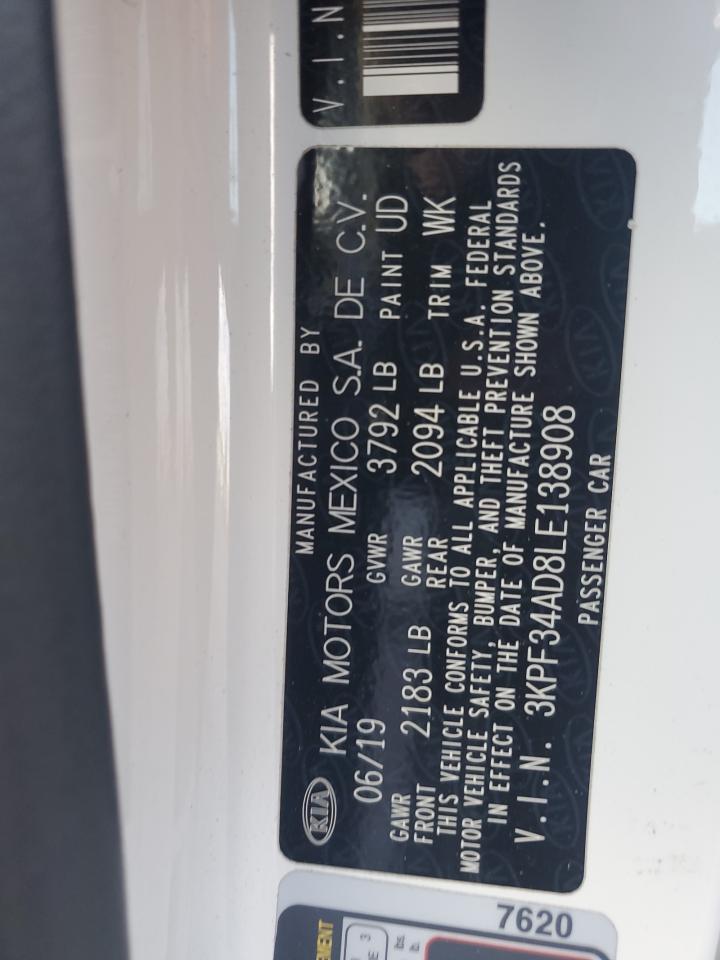 V.I.N
KIA
MANUFACTURED BY
KIA MOTORS MEXICO S.A. DE C.V.
06/19 GVWR 3792 LB PAINT UD
GAWR FRONT 2183 LB GAWR REAR 2094 LB TRIM WK
THIS VEHICLE CONFORMS TO ALL APPLICABLE U.S.A. FEDERAL
MOTOR VEHICLE SAFETY, BUMPER, AND THEFT PREVENTION STANDARDS
IN EFFECT ON THE DATE OF MANUFACTURE SHOWN ABOVE.
V.I.N. 3KPF34AD8LE138908
PASSENGER CAR
3
lbs.
7620